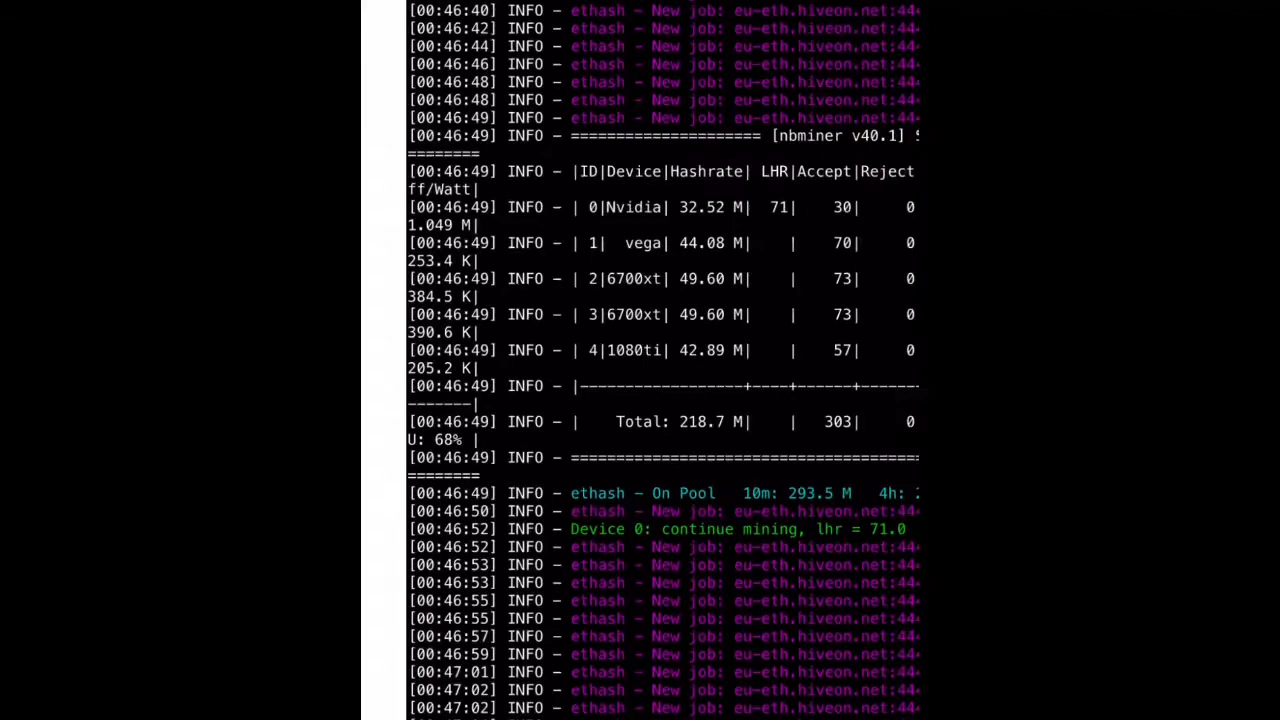 [00:46:40] INFO - ethash - New job: eu-eth.hiveon.net:44
[00:46:42] INFO - ethash - New job: eu-eth.hiveon.net:44
[00:46:44] INFO - ethash - New job: eu-eth.hiveon.net:44
[00:46:46] INFO - ethash - New job: eu-eth.hiveon.net:44
[00:46:48] INFO - ethash - New job: eu-eth.hiveon.net:44
[00:46:48] INFO - ethash - New job: eu-eth.hiveon.net:44
[00:46:49] INFO - ethash - New job: eu-eth.hiveon.net:44
[00:46:49] INFO - ===================== [nbminer v40.1] S
========
[00:46:49] INFO - |ID|Device|Hashrate| LHR|Accept|Reject
ff/Watt|
[00:46:49] INFO - | 0|Nvidia| 32.52 M|  71|    30|     0
1.049 M|
[00:46:49] INFO - | 1|  vega| 44.08 M|    |    70|     0
253.4 K|
[00:46:49] INFO - | 2|6700xt| 49.60 M|    |    73|     0
384.5 K|
[00:46:49] INFO - | 3|6700xt| 49.60 M|    |    73|     0
390.6 K|
[00:46:49] INFO - | 4|1080ti| 42.89 M|    |    57|     0
205.2 K|
[00:46:49] INFO - |------------------+----+------+------
-------|
[00:46:49] INFO - |    Total: 218.7 M|    |   303|     0
U: 68% |
[00:46:49] INFO - ======================================
========
[00:46:49] INFO - ethash - On Pool   10m: 293.5 M   4h:
[00:46:50] INFO - ethash - New job: eu-eth.hiveon.net:44
[00:46:52] INFO - Device 0: continue mining, lhr = 71.0
[00:46:52] INFO - ethash - New job: eu-eth.hiveon.net:44
[00:46:53] INFO - ethash - New job: eu-eth.hiveon.net:44
[00:46:53] INFO - ethash - New job: eu-eth.hiveon.net:44
[00:46:55] INFO - ethash - New job: eu-eth.hiveon.net:44
[00:46:55] INFO - ethash - New job: eu-eth.hiveon.net:44
[00:46:57] INFO - ethash - New job: eu-eth.hiveon.net:44
[00:46:59] INFO - ethash - New job: eu-eth.hiveon.net:44
[00:47:01] INFO - ethash - New job: eu-eth.hiveon.net:44
[00:47:02] INFO - ethash - New job: eu-eth.hiveon.net:44
[00:47:02] INFO - ethash - New job: eu-eth.hiveon.net:44